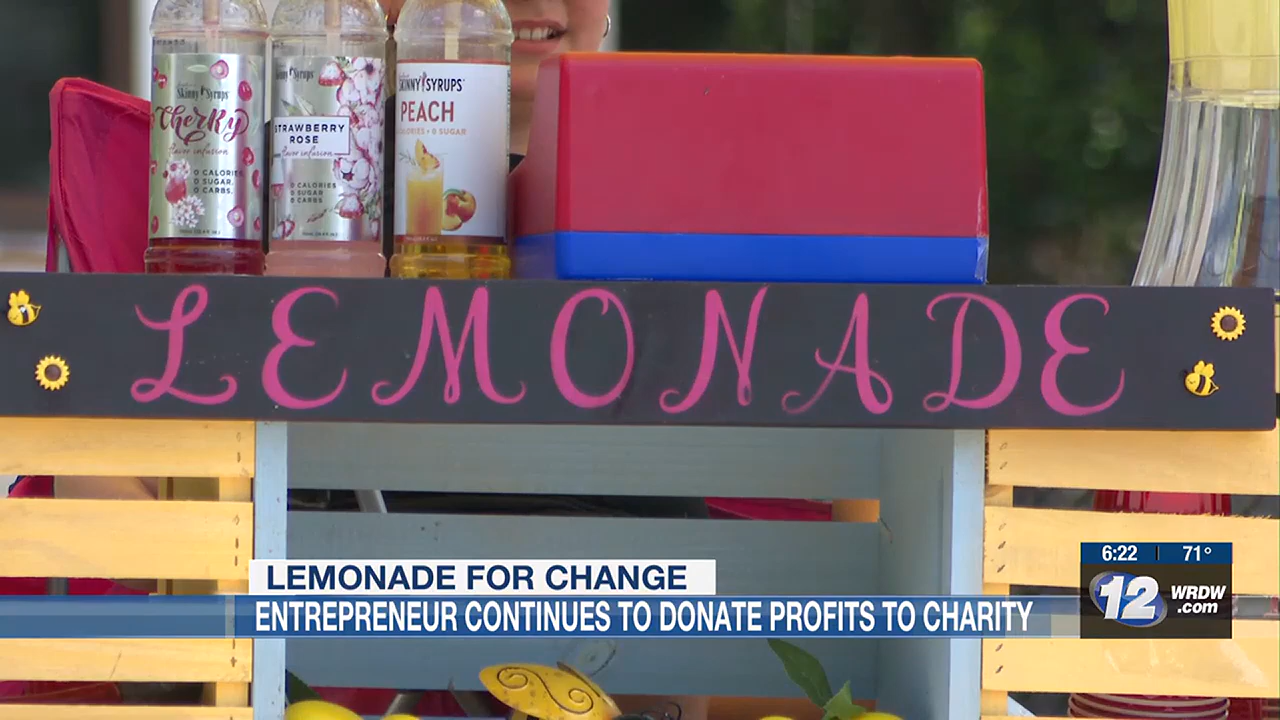 Skinny Syrups
Cherry
flavor infusion
0 CALORIES
0 SUGAR.
0 CARBS.
Skinny Syrups
STRAWBERRY
ROSE
flavor infusion
0 CALORIES
0 SUGAR
0 CARBS
SKINNY SYRUPS
PEACH
CALORIES • 0 SUGAR
LEMONADE
LEMONADE FOR CHANGE
ENTREPRENEUR CONTINUES TO DONATE PROFITS TO CHARITY
6:22 71°
12 WRDW
.com